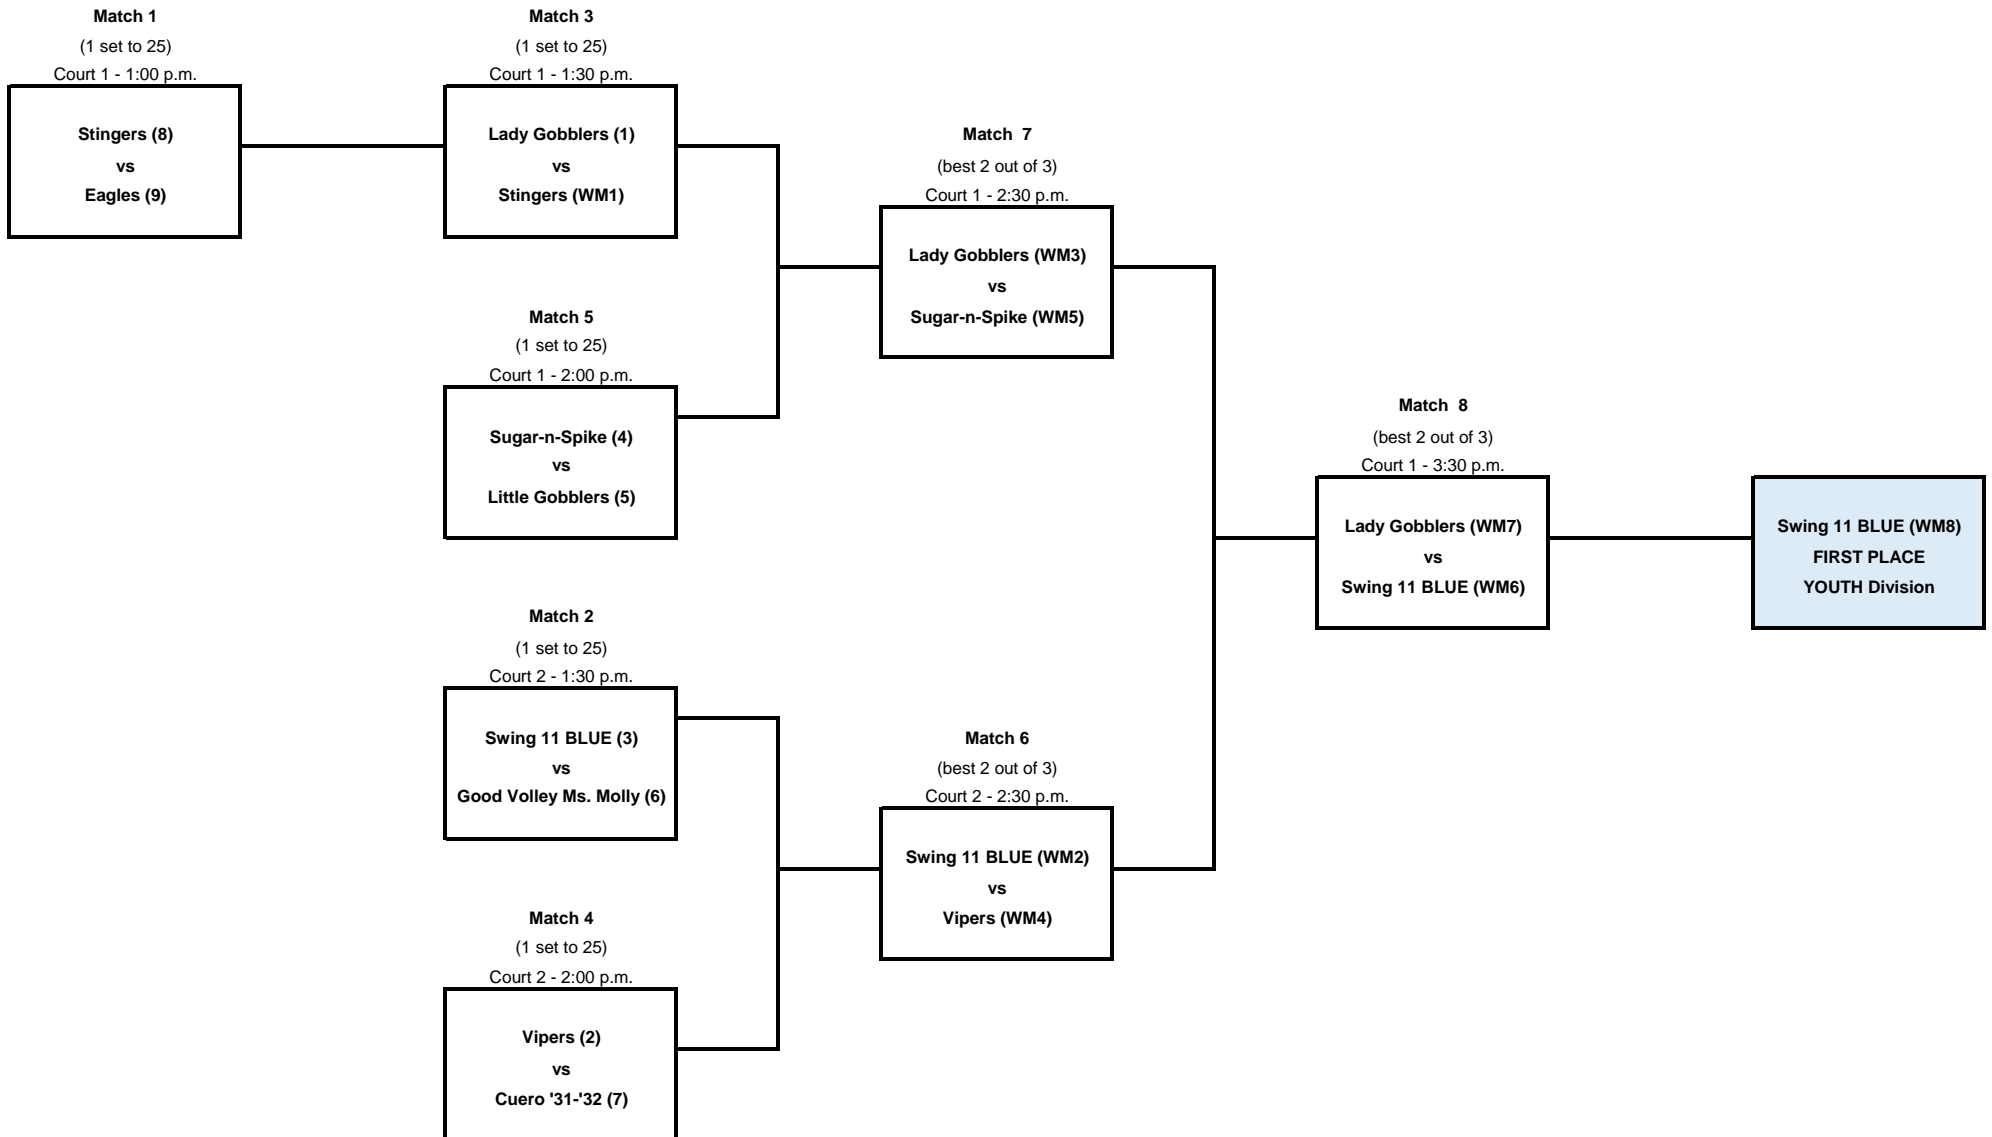 Match 1
(1 set to 25)
Court 1 - 1:00 p.m.
Stingers (8)
vs
Eagles (9)
Match 3
(1 set to 25)
Court 1 - 1:30 p.m.
Lady Gobblers (1)
vs
Stingers (WM1)
Match 5
(1 set to 25)
Court 1 - 2:00 p.m.
Sugar-n-Spike (4)
vs
Little Gobblers (5)
Match 2
(1 set to 25)
Court 2 - 1:30 p.m.
Swing 11 BLUE (3)
vs
Good Volley Ms. Molly (6)
Match 4
(1 set to 25)
Court 2 - 2:00 p.m.
Vipers (2)
vs
Cuero '31-'32 (7)
Match 7
(best 2 out of 3)
Court 1 - 2:30 p.m.
Lady Gobblers (WM3)
vs
Sugar-n-Spike (WM5)
Match 6
(best 2 out of 3)
Court 2 - 2:30 p.m.
Swing 11 BLUE (WM2)
vs
Vipers (WM4)
Match 8
(best 2 out of 3)
Court 1 - 3:30 p.m.
Lady Gobblers (WM7)
vs
Swing 11 BLUE (WM6)
Swing 11 BLUE (WM8)
FIRST PLACE
YOUTH Division